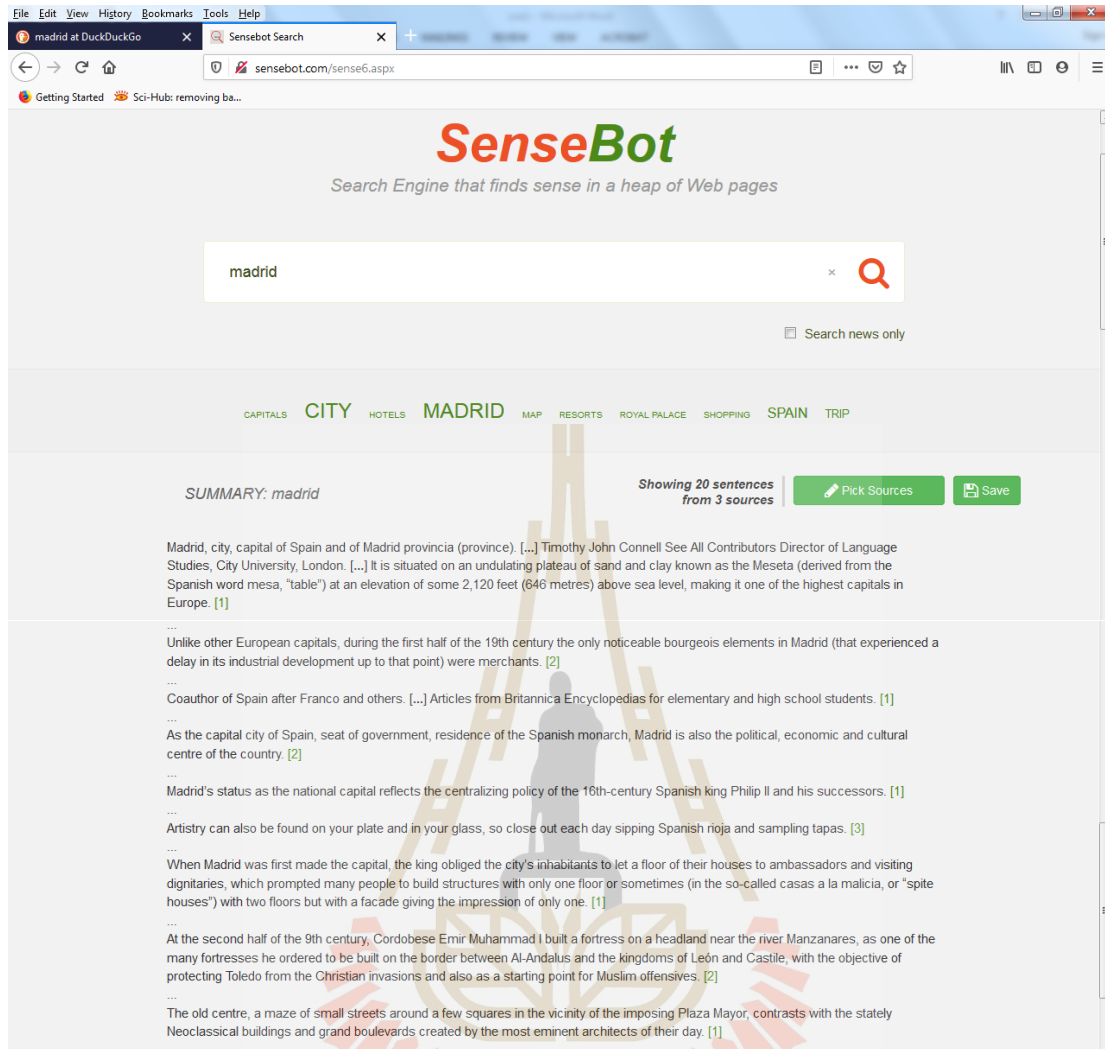 File Edit View History Bookmarks Tools Help
madrid at DuckDuckGo
Sensebot Search
sensebot.com/sense6.aspx
Getting Started Sci-Hub: removing ba...
SenseBot
Search Engine that finds sense in a heap of Web pages
madrid
Search news only
CAPITALS CITY HOTELS MADRID MAP RESORTS ROYAL PALACE SHOPPING SPAIN TRIP
SUMMARY: madrid
Showing 20 sentences
from 3 sources
Pick Sources
Save
Madrid, city, capital of Spain and of Madrid provincia (province). [...] Timothy John Connell See All Contributors Director of Language
Studies, City University, London. [...] It is situated on an undulating plateau of sand and clay known as the Meseta (derived from the
Spanish word mesa, “table”) at an elevation of some 2,120 feet (646 metres) above sea level, making it one of the highest capitals in
Europe. [1]
...
Unlike other European capitals, during the first half of the 19th century the only noticeable bourgeois elements in Madrid (that experienced a
delay in its industrial development up to that point) were merchants. [2]
...
Coauthor of Spain after Franco and others. [...] Articles from Britannica Encyclopedias for elementary and high school students. [1]
...
As the capital city of Spain, seat of government, residence of the Spanish monarch, Madrid is also the political, economic and cultural
centre of the country. [2]
...
Madrid’s status as the national capital reflects the centralizing policy of the 16th-century Spanish king Philip II and his successors. [1]
...
Artistry can also be found on your plate and in your glass, so close out each day sipping Spanish rioja and sampling tapas. [3]
...
When Madrid was first made the capital, the king obliged the city’s inhabitants to let a floor of their houses to ambassadors and visiting
dignitaries, which prompted many people to build structures with only one floor or sometimes (in the so-called casas a la malicia, or “spite
houses”) with two floors but with a facade giving the impression of only one. [1]
...
At the second half of the 9th century, Cordobese Emir Muhammad I built a fortress on a headland near the river Manzanares, as one of the
many fortresses he ordered to be built on the border between Al-Andalus and the kingdoms of León and Castile, with the objective of
protecting Toledo from the Christian invasions and also as a starting point for Muslim offensives. [2]
...
The old centre, a maze of small streets around a few squares in the vicinity of the imposing Plaza Mayor, contrasts with the stately
Neoclassical buildings and grand boulevards created by the most eminent architects of their day. [1]